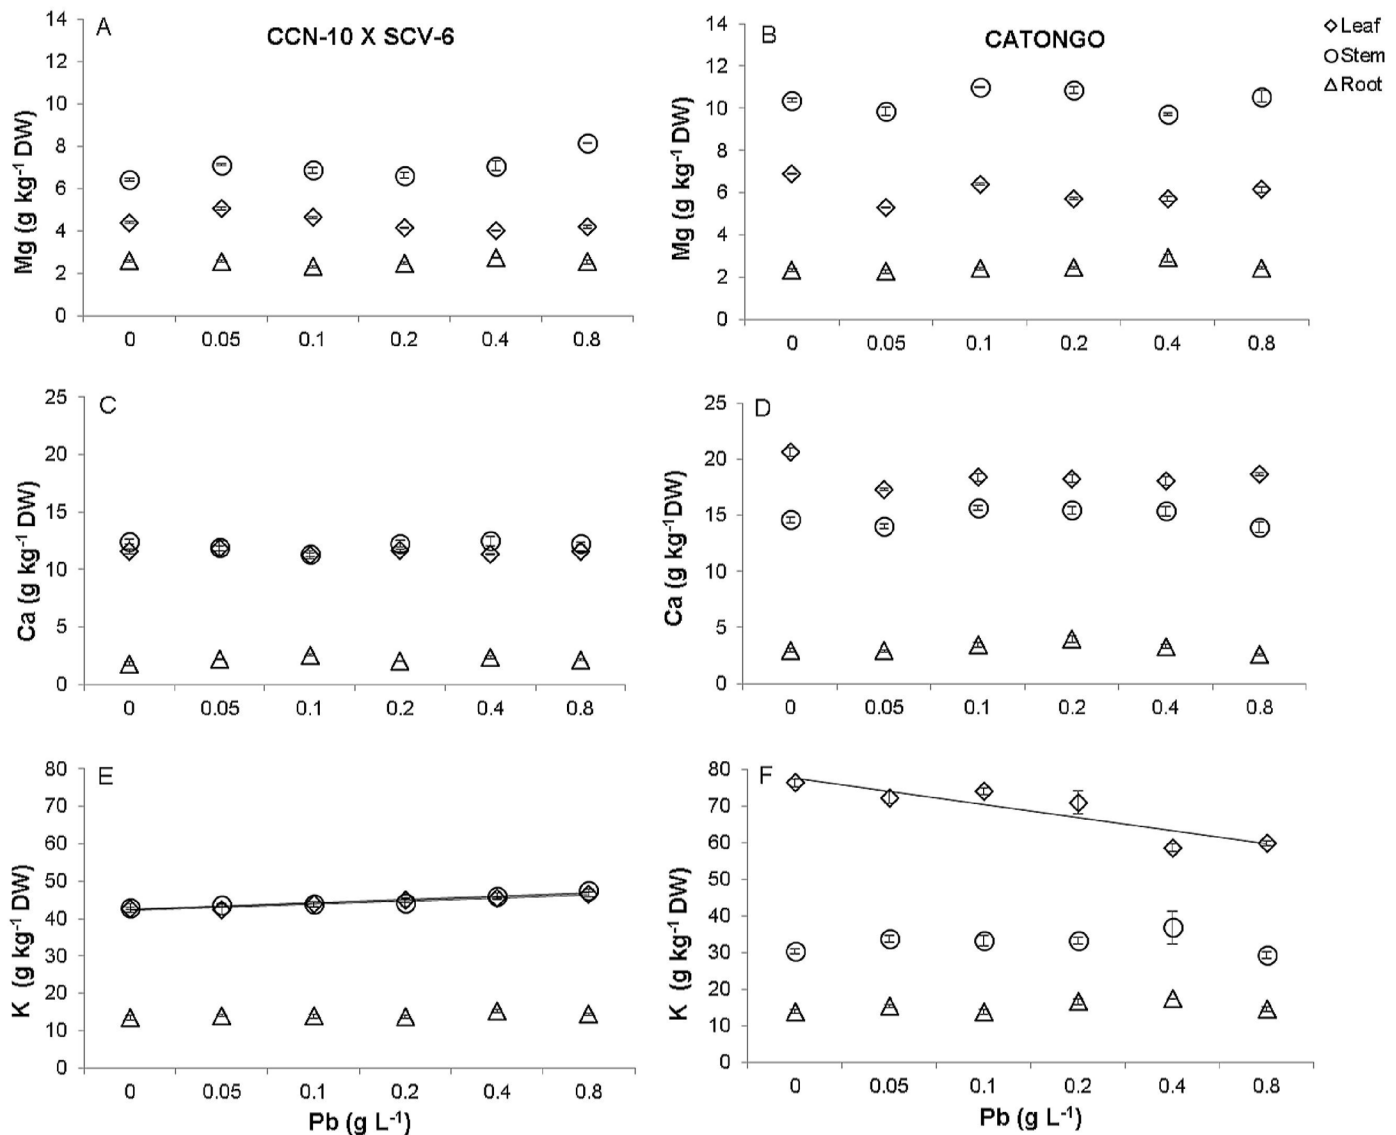 A
CCN-10 X SCV-6
14
12
10
8
6
4
2
0
Mg (g kg⁻¹ DW)
0 0.05 0.1 0.2 0.4 0.8
B
CATONGO
14
12
10
8
6
4
2
0
Mg (g kg⁻¹ DW)
0 0.05 0.1 0.2 0.4 0.8
Leaf
Stem
Root
C
25
20
15
10
5
0
Ca (g kg⁻¹ DW)
0 0.05 0.1 0.2 0.4 0.8
D
25
20
15
10
5
0
Ca (g kg⁻¹DW)
0 0.05 0.1 0.2 0.4 0.8
E
80
70
60
50
40
30
20
10
0
K (g kg⁻¹ DW)
0 0.05 0.1 0.2 0.4 0.8
Pb (g L⁻¹)
F
80
70
60
50
40
30
20
10
0
K (g kg⁻¹ DW)
0 0.05 0.1 0.2 0.4 0.8
Pb (g L⁻¹)